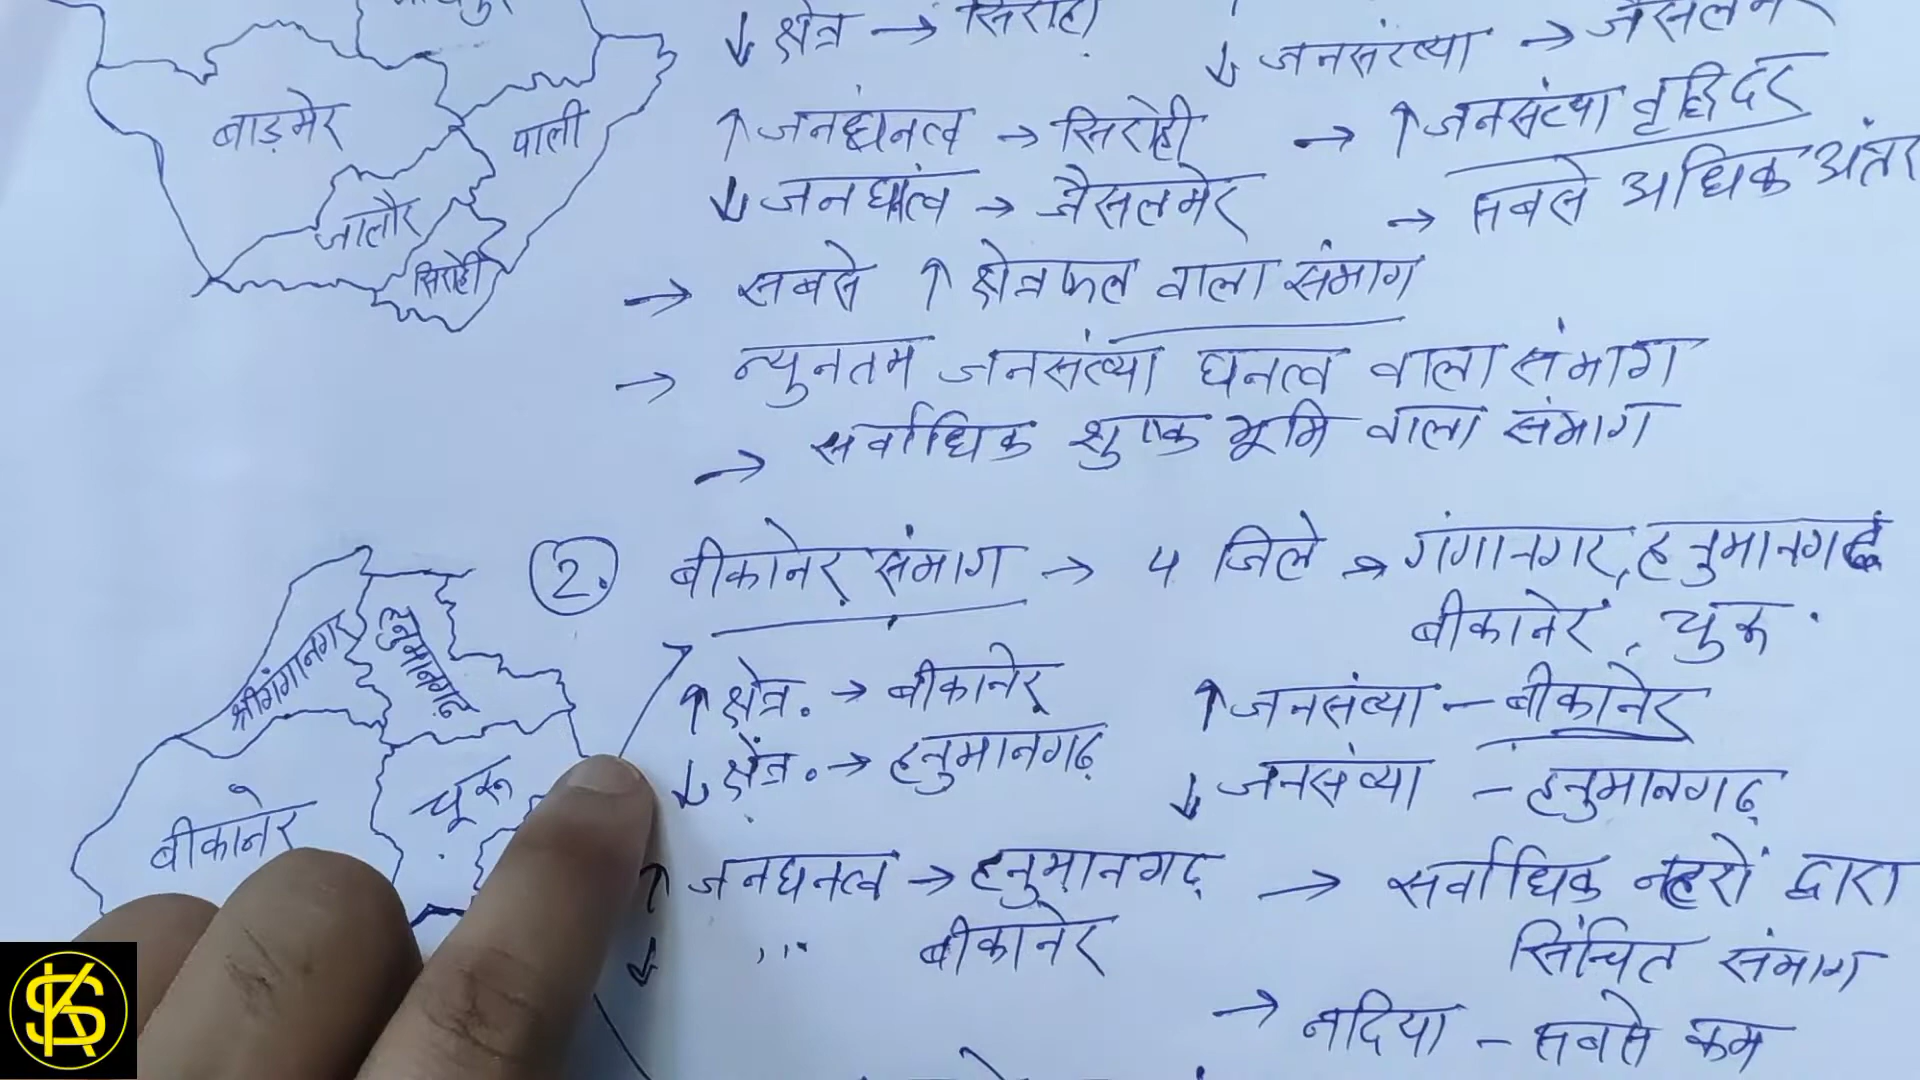 बाड़मेर
पाली
जालौर
सिरोही
↓ क्षेत्र → सिरोही
↓ जनसंख्या →
↑ जनघनत्व → सिरोही
→ ↑ जनसंख्या वृद्धि दर
↓ जनघनत्व → जैसलमेर
→ सबसे अधिक अंतर
→ सबसे ↑ क्षेत्रफल वाला संभाग
→ न्युनतम जनसंख्या घनत्व वाला संभाग
→ सर्वाधिक शुष्क भूमि वाला संभाग
2. बीकानेर संभाग → 4 जिले → गंगानगर, हनुमानगढ़
बीकानेर, चुरू
श्रीगंगानगर
हनुमानगढ़
बीकानेर
चूरू
↑ क्षेत्र. → बीकानेर
↑ जनसंख्या – बीकानेर
↓ क्षेत्र. → हनुमानगढ़
↓ जनसंख्या – हनुमानगढ़
↑ जनघनत्व → हनुमानगढ़
→ सर्वाधिक नहरों द्वारा
सिंचित संभाग
↓ ,, बीकानेर
→ नदिया – सबसे कम